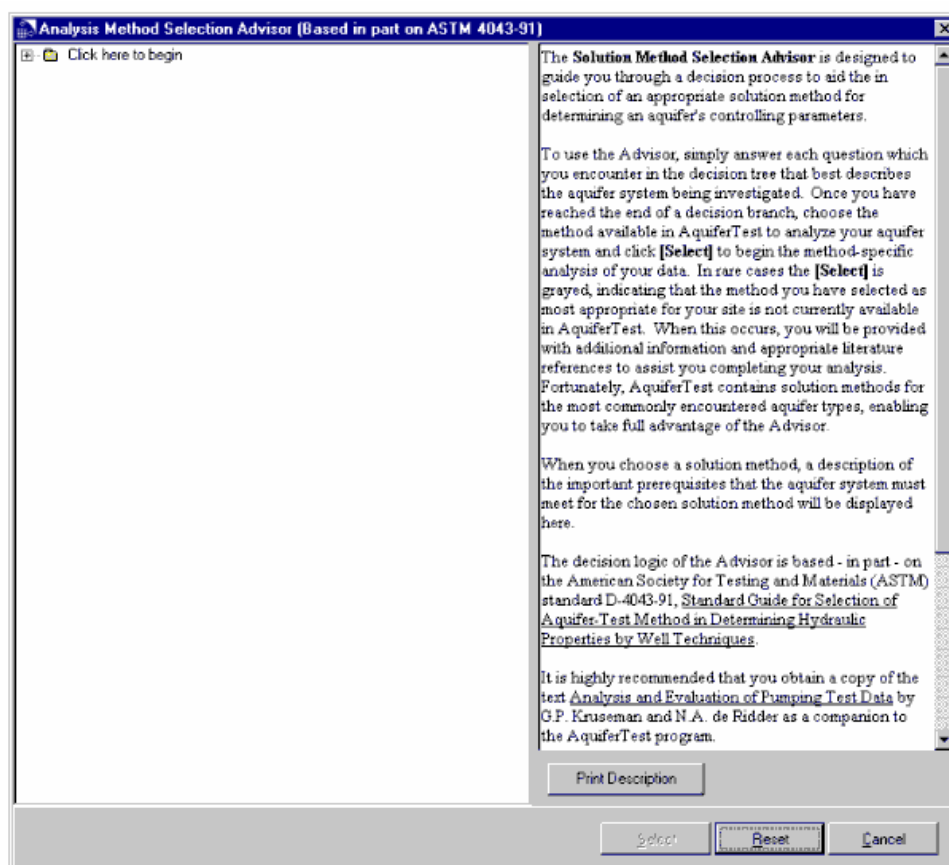 Analysis Method Selection Advisor (Based in part on ASTM 4043-91)
Click here to begin
The Solution Method Selection Advisor is designed to
guide you through a decision process to aid the in
selection of an appropriate solution method for
determining an aquifer's controlling parameters.
To use the Advisor, simply answer each question which
you encounter in the decision tree that best describes
the aquifer system being investigated. Once you have
reached the end of a decision branch, choose the
method available in AquiferTest to analyze your aquifer
system and click [Select] to begin the method-specific
analysis of your data. In rare cases the [Select] is
grayed, indicating that the method you have selected as
most appropriate for your site is not currently available
in AquiferTest. When this occurs, you will be provided
with additional information and appropriate literature
references to assist you completing your analysis.
Fortunately, AquiferTest contains solution methods for
the most commonly encountered aquifer types, enabling
you to take full advantage of the Advisor.
When you choose a solution method, a description of
the important prerequisites that the aquifer system must
meet for the chosen solution method will be displayed
here.
The decision logic of the Advisor is based - in part - on
the American Society for Testing and Materials (ASTM)
standard D-4043-91, Standard Guide for Selection of
Aquifer-Test Method in Determining Hydraulic
Properties by Well Techniques.
It is highly recommended that you obtain a copy of the
text Analysis and Evaluation of Pumping Test Data by
G.P. Kruseman and N.A. de Ridder as a companion to
the AquiferTest program.
Print Description
Select
Reset
Cancel